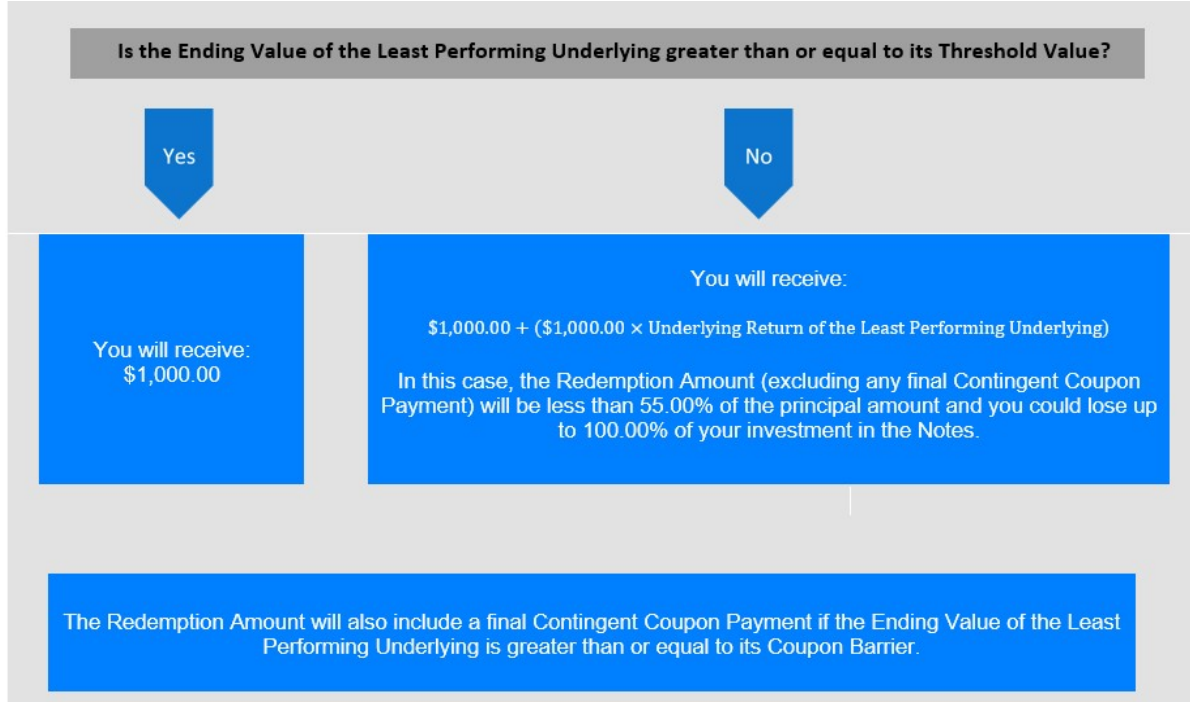 Is the Ending Value of the Least Performing Underlying greater than or equal to its Threshold Value?
Yes
No
You will receive:
$1,000.00
You will receive:
$1,000.00 + ($1,000.00 × Underlying Return of the Least Performing Underlying)
In this case, the Redemption Amount (excluding any final Contingent Coupon
Payment) will be less than 55.00% of the principal amount and you could lose up
to 100.00% of your investment in the Notes.
The Redemption Amount will also include a final Contingent Coupon Payment if the Ending Value of the Least
Performing Underlying is greater than or equal to its Coupon Barrier.